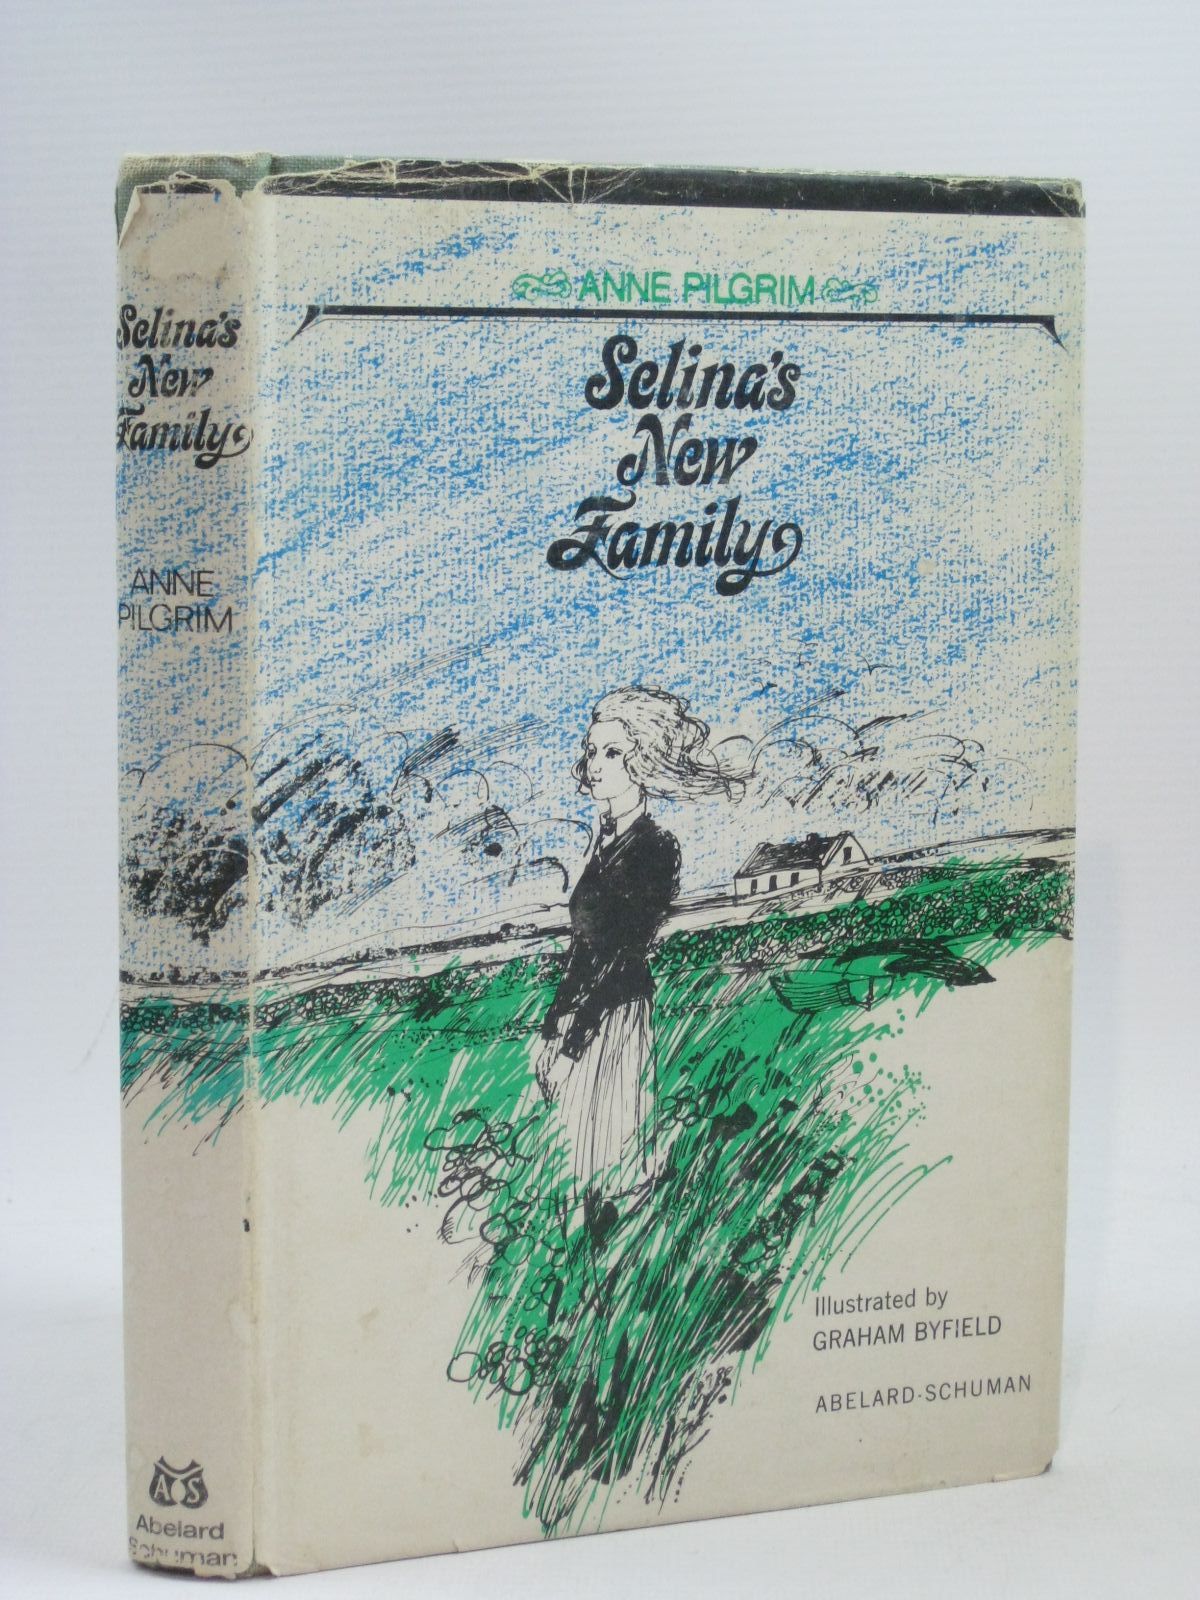 Selina's
New
Family
ANNE
PILGRIM
AS
Abelard
Schuman
ANNE PILGRIM
Selina's
New
Family
Illustrated by
GRAHAM BYFIELD
ABELARD·SCHUMAN